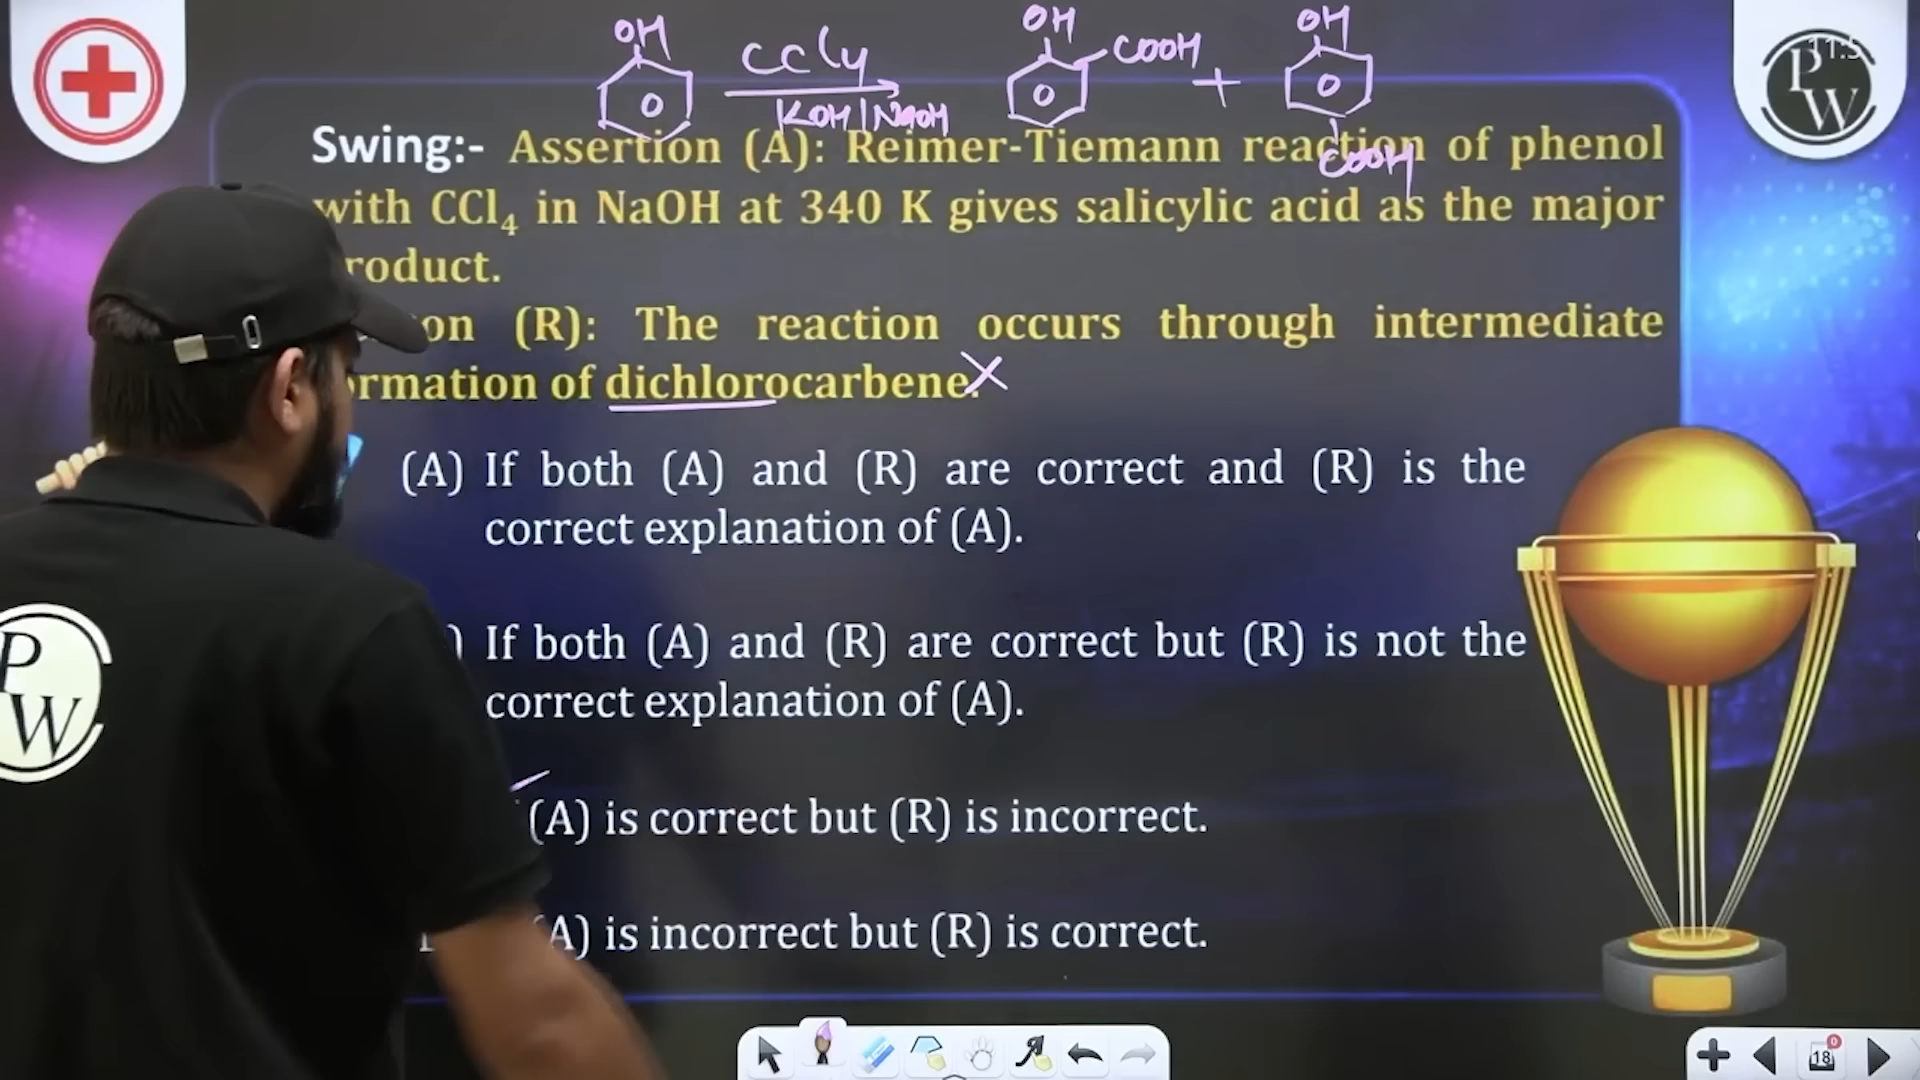 OH
CCl4
KOH/NaOH
OH
COOH
+
OH
COOH
11:5
P
W
Swing:- Assertion (A): Reimer-Tiemann reaction of phenol
with CCl4 in NaOH at 340 K gives salicylic acid as the major
roduct.
on (R): The reaction occurs through intermediate
rmation of dichlorocarbene.
(A) If both (A) and (R) are correct and (R) is the
correct explanation of (A).
) If both (A) and (R) are correct but (R) is not the
correct explanation of (A).
(A) is correct but (R) is incorrect.
(A) is incorrect but (R) is correct.
P
W
18
0